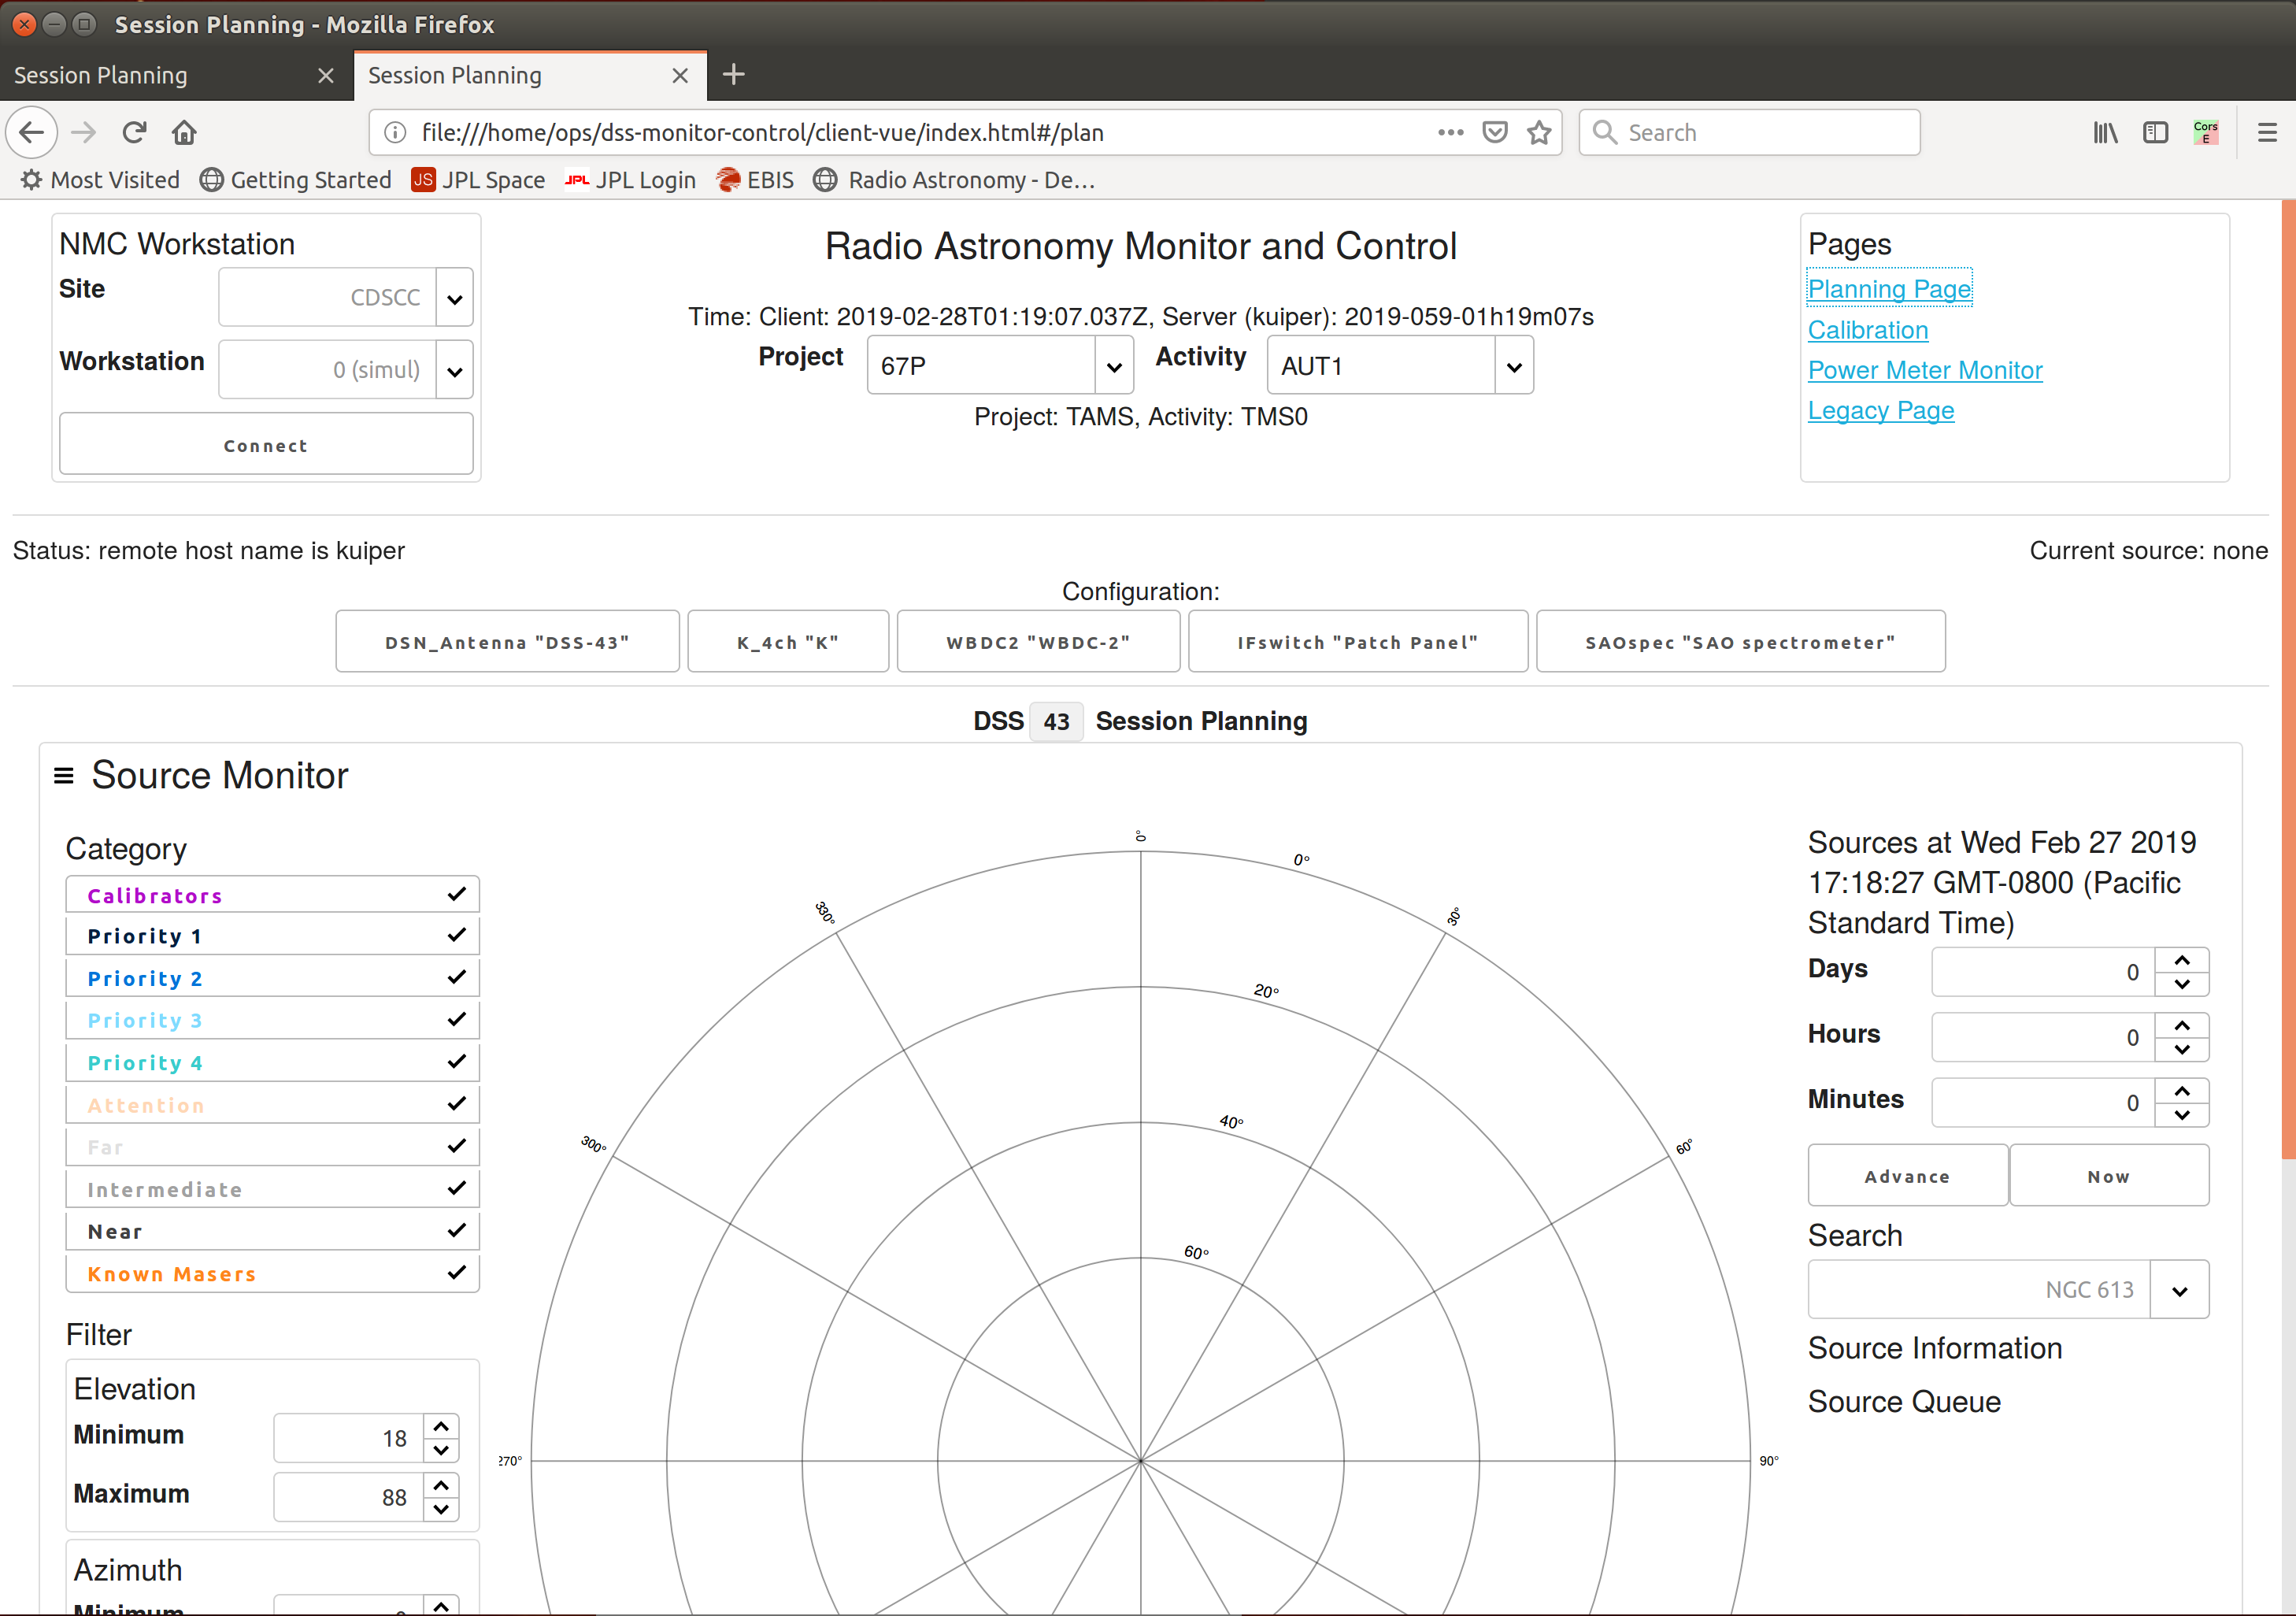 Session Planning - Mozilla Firefox
Session Planning
Session Planning
file:///home/ops/dss-monitor-control/client-vue/index.html#/plan
Search
Cors E
Most Visited
Getting Started
JS JPL Space
JPL JPL Login
EBIS
Radio Astronomy - De…
NMC Workstation
Site
CDSCC
Workstation
0 (simul)
Connect
Radio Astronomy Monitor and Control
Time: Client: 2019-02-28T01:19:07.037Z, Server (kuiper): 2019-059-01h19m07s
Project
67P
Activity
AUT1
Project: TAMS, Activity: TMS0
Pages
Planning Page
Calibration
Power Meter Monitor
Legacy Page
Status: remote host name is kuiper
Current source: none
Configuration:
DSN_Antenna "DSS-43"
K_4ch "K"
WBDC2 "WBDC-2"
IFswitch "Patch Panel"
SAOspec "SAO spectrometer"
DSS 43 Session Planning
Source Monitor
Category
Calibrators
Priority 1
Priority 2
Priority 3
Priority 4
Attention
Far
Intermediate
Near
Known Masers
Filter
Elevation
Minimum
18
Maximum
88
Azimuth
Minimum
0°
0°
330°
30°
20°
40°
300°
60°
60°
270°
90°
Sources at Wed Feb 27 2019
17:18:27 GMT-0800 (Pacific
Standard Time)
Days
0
Hours
0
Minutes
0
Advance
Now
Search
NGC 613
Source Information
Source Queue